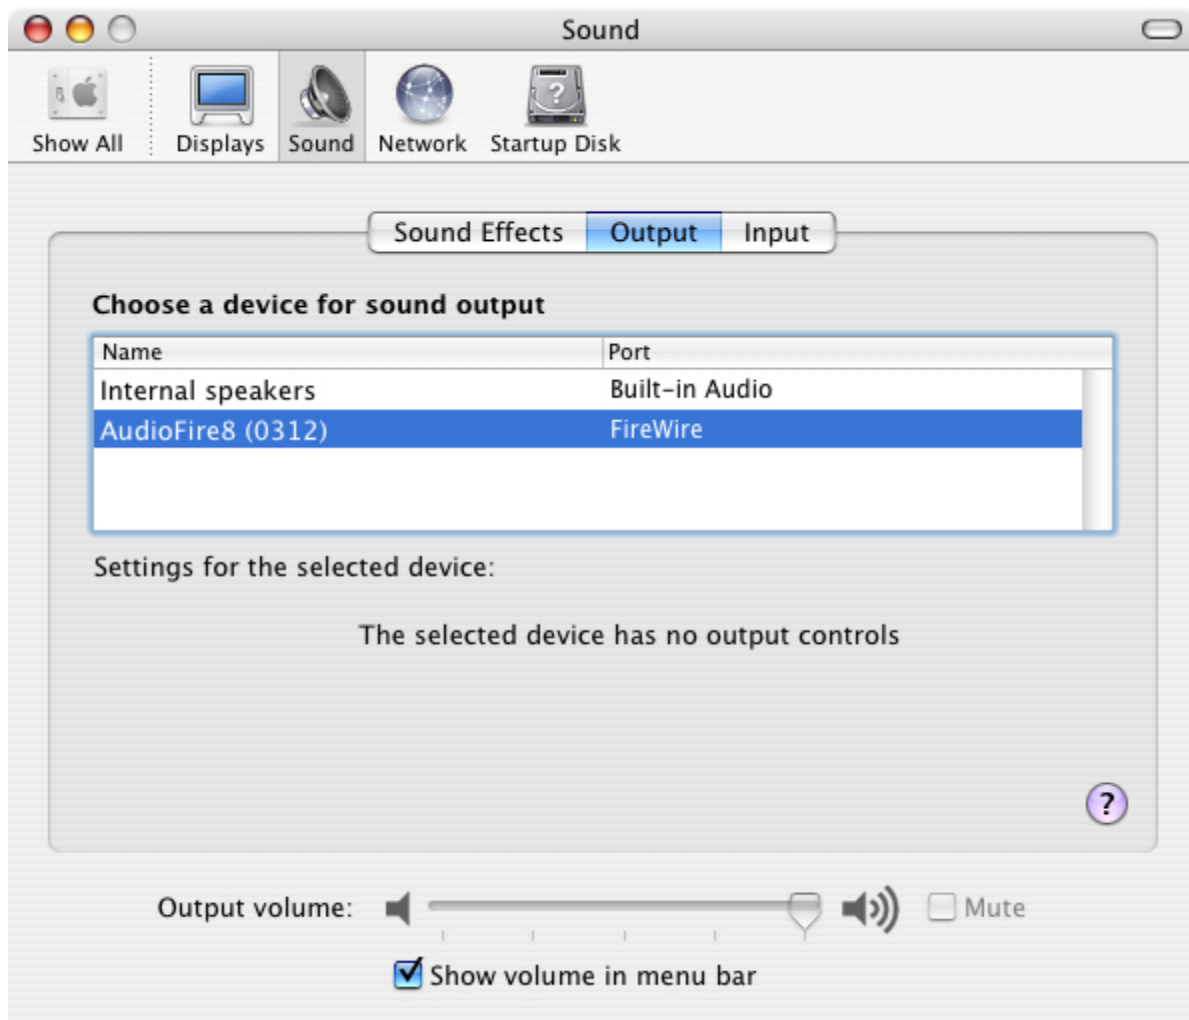 Sound
Show All Displays Sound Network Startup Disk
Sound Effects Output Input
Choose a device for sound output
Name Port
Internal speakers Built-in Audio
AudioFire8 (0312) FireWire
Settings for the selected device:
The selected device has no output controls
?
Output volume: Mute
Show volume in menu bar